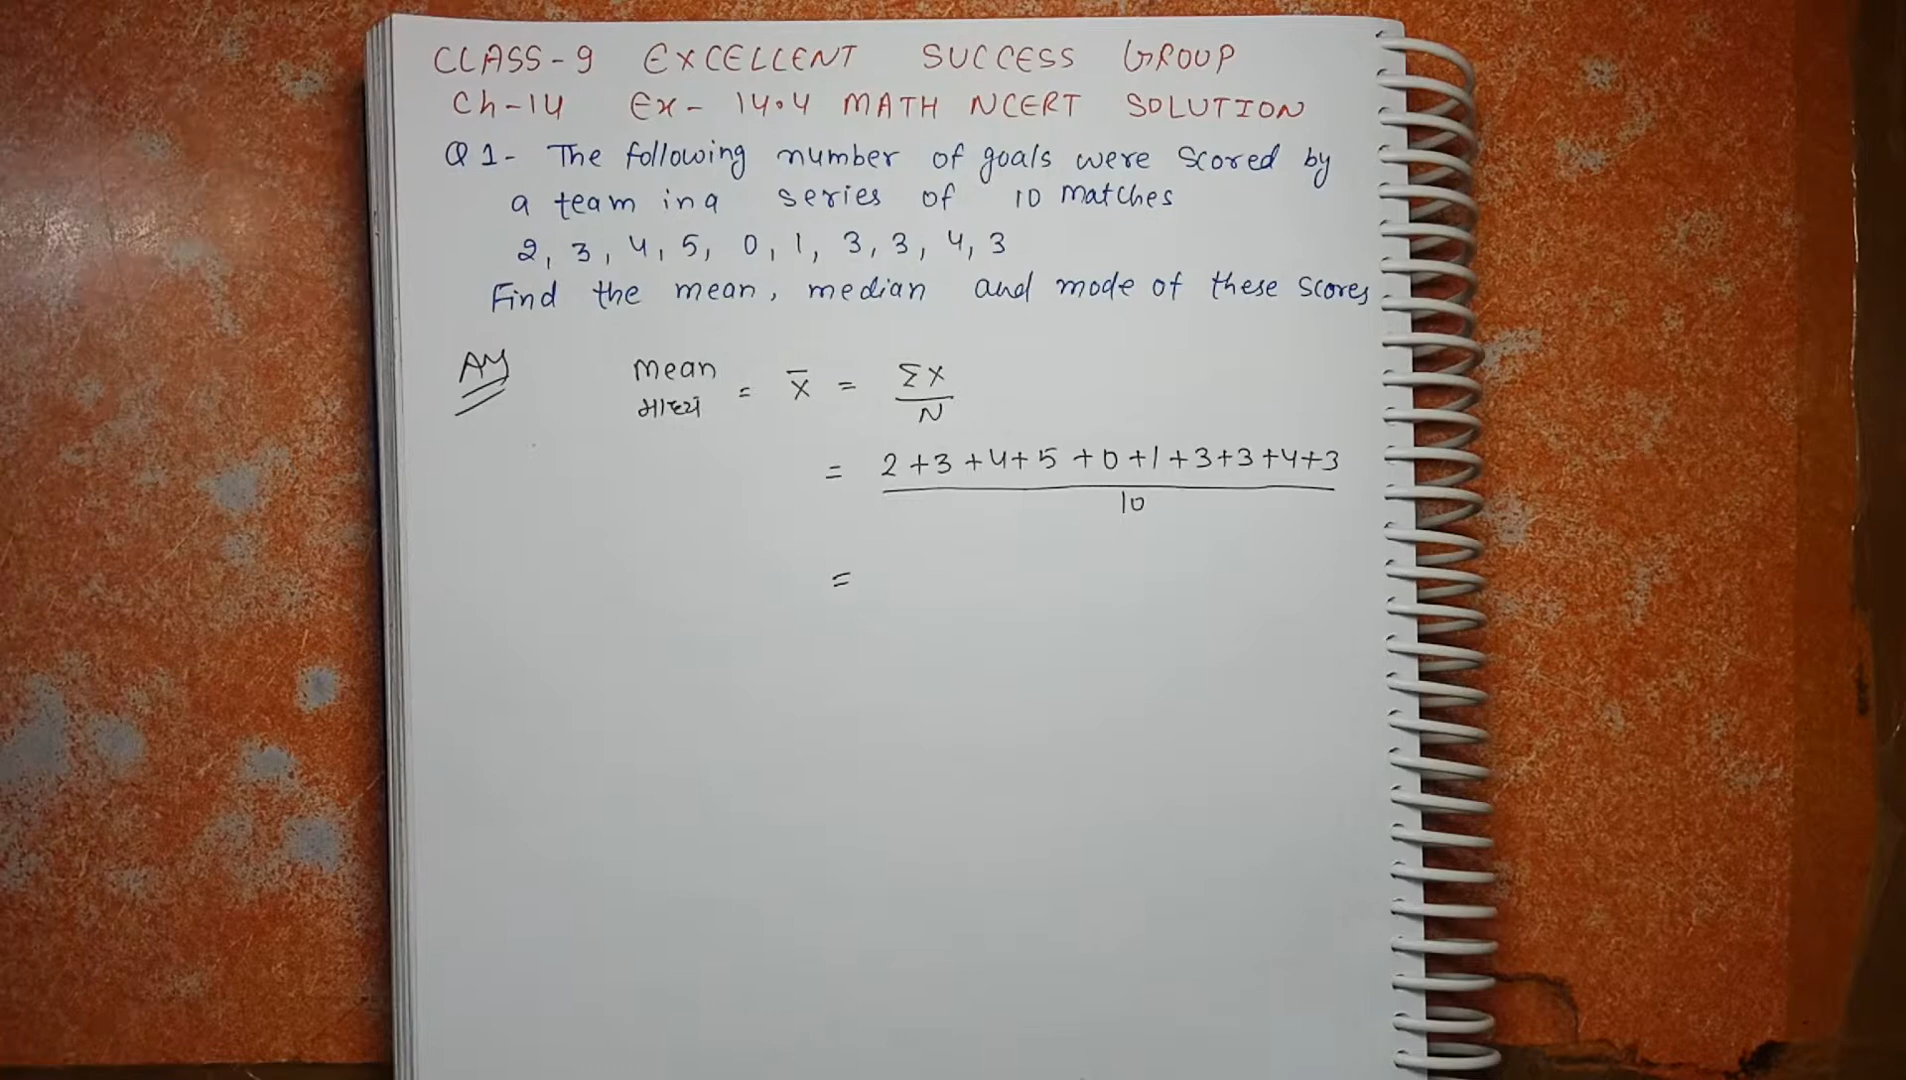 CLASS-9 EXCELLENT SUCCESS GROUP
Ch-14 Ex- 14.4 MATH NCERT SOLUTION
Q 1- The following number of goals were scored by
a team in a series of 10 matches
2, 3, 4, 5, 0, 1, 3, 3, 4, 3
Find the mean, median and mode of these scores
Ans
mean = x̄ = ΣX / N
माध्य
= 2+3+4+5+0+1+3+3+4+3 / 10
=